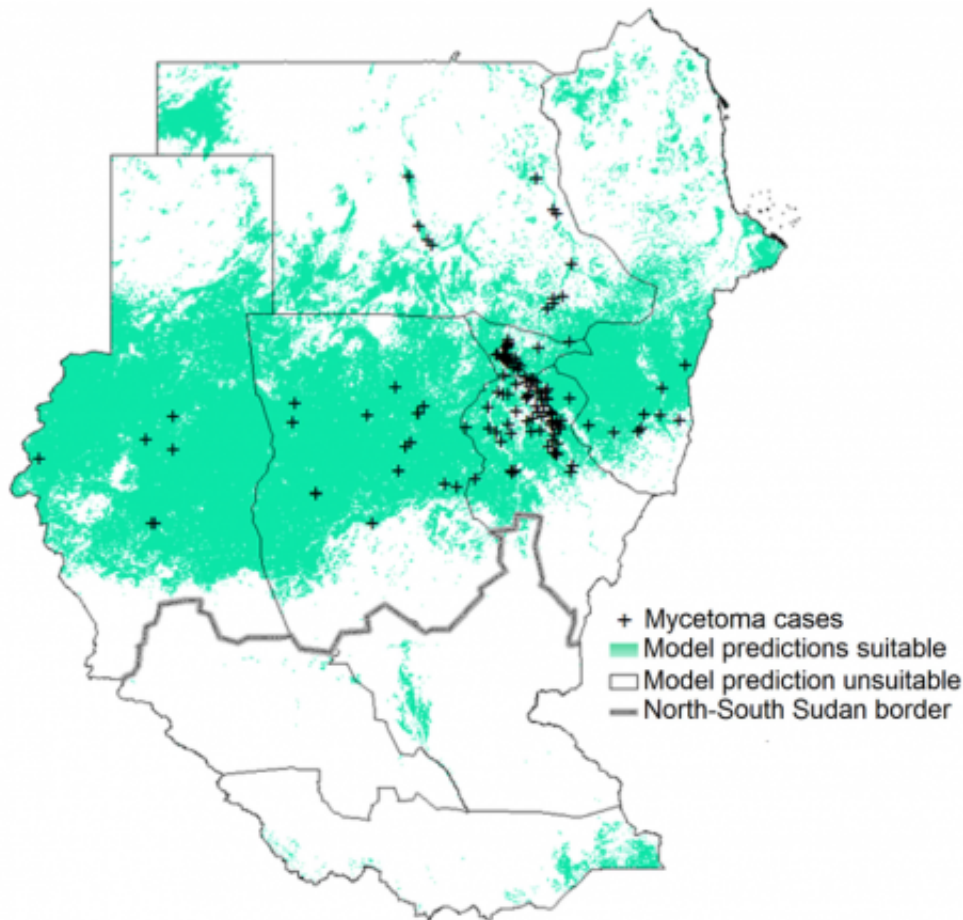 Mycetoma cases
Model predictions suitable
Model prediction unsuitable
North-South Sudan border